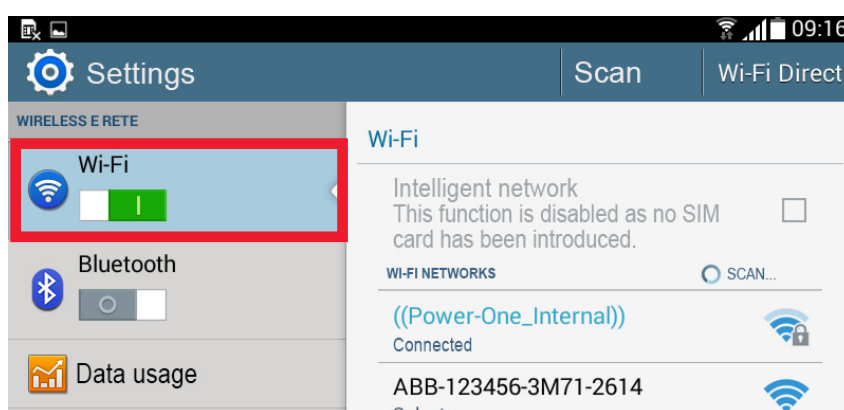 09:16
Settings
Scan
Wi-Fi Direct
WIRELESS E RETE
Wi-Fi
Bluetooth
Data usage
Wi-Fi
Intelligent network
This function is disabled as no SIM
card has been introduced.
WI-FI NETWORKS
SCAN...
((Power-One_Internal))
Connected
ABB-123456-3M71-2614